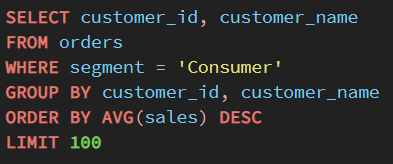 SELECT customer_id, customer_name
FROM orders
WHERE segment = 'Consumer'
GROUP BY customer_id, customer_name
ORDER BY AVG(sales) DESC
LIMIT 100